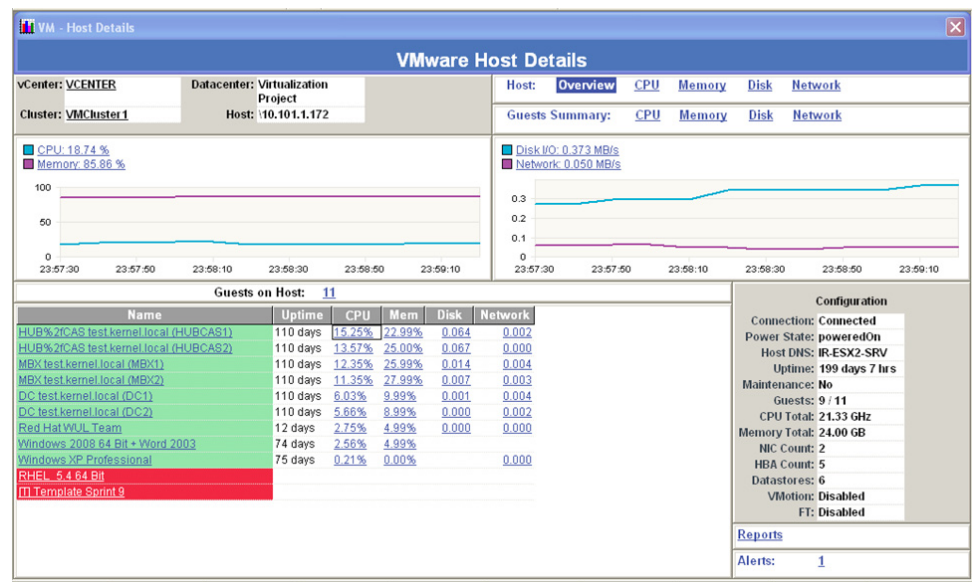 VM - Host Details
VMware Host Details
vCenter: VCENTER Datacenter: Virtualization Project
Cluster: VMCluster1 Host: \10.101.1.172
Host: Overview CPU Memory Disk Network
Guests Summary: CPU Memory Disk Network
CPU: 18.74 %
Memory: 85.86 %
100
50
0
23:57:30 23:57:50 23:58:10 23:58:30 23:58:50 23:59:10
Disk I/O: 0.373 MB/s
Network: 0.050 MB/s
0.3
0.2
0.1
0
23:57:30 23:57:50 23:58:10 23:58:30 23:58:50 23:59:10
Guests on Host: 11
Name Uptime CPU Mem Disk Network
HUB%2fCAS test.kernel.local (HUBCAS1) 110 days 15.25% 22.99% 0.064 0.002
HUB%2fCAS test.kernel.local (HUBCAS2) 110 days 13.57% 25.00% 0.067 0.000
MBX test.kernel.local (MBX1) 110 days 12.35% 25.99% 0.014 0.004
MBX test.kernel.local (MBX2) 110 days 11.35% 27.99% 0.007 0.003
DC test.kernel.local (DC1) 110 days 6.03% 9.99% 0.001 0.004
DC test.kernel.local (DC2) 110 days 5.66% 8.99% 0.000 0.002
Red Hat WUL Team 12 days 2.75% 4.99% 0.000 0.000
Windows 2008 64 Bit + Word 2003 74 days 2.56% 4.99%
Windows XP Professional 75 days 0.21% 0.00% 0.000
RHEL 5.4 64 Bit
[T] Template Sprint 9
Configuration
Connection: Connected
Power State: poweredOn
Host DNS: IR-ESX2-SRV
Uptime: 199 days 7 hrs
Maintenance: No
Guests: 9 / 11
CPU Total: 21.33 GHz
Memory Total: 24.00 GB
NIC Count: 2
HBA Count: 5
Datastores: 6
VMotion: Disabled
FT: Disabled
Reports
Alerts: 1